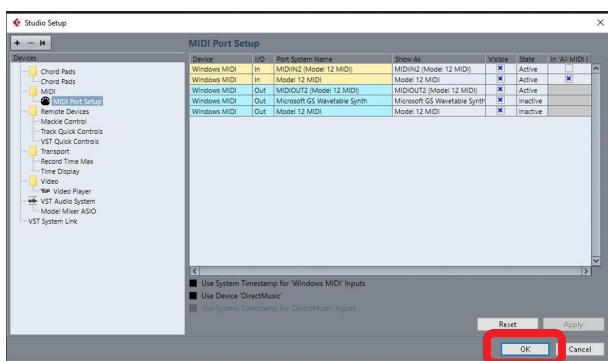 Studio Setup
Devices
Chord Pads
Chord Pads
MIDI
MIDI Port Setup
Remote Devices
Mackie Control
Track Quick Controls
VST Quick Controls
Transport
Record Time Max
Time Display
Video
Video Player
VST Audio System
Model Mixer ASIO
VST System Link
MIDI Port Setup
Device I/O Port System Name Show As Visible State In 'All MIDI I
Windows MIDI In MIDIIN2 (Model 12 MIDI) MIDIIN2 (Model 12 MIDI) Active
Windows MIDI In Model 12 MIDI Model 12 MIDI Active
Windows MIDI Out MIDIOUT2 (Model 12 MIDI) MIDIOUT2 (Model 12 MIDI) Active
Windows MIDI Out Microsoft GS Wavetable Synth Microsoft GS Wavetable Synth Inactive
Windows MIDI Out Model 12 MIDI Model 12 MIDI Inactive
Use System Timestamp for 'Windows MIDI' Inputs
Use Device 'DirectMusic'
Use System Timestamp for 'DirectMusic' Inputs
Reset Apply
OK Cancel